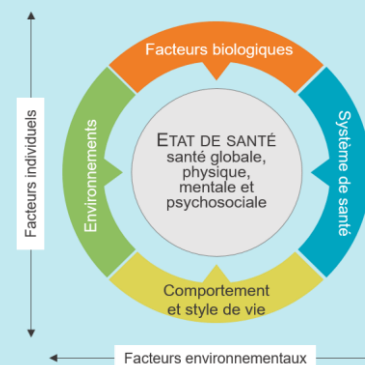 Facteurs biologiques
Facteurs individuels
Environnements
ETAT DE SANTÉ
santé globale,
physique,
mentale et
psychosociale
Système de santé
Comportement
et style de vie
Facteurs environnementaux